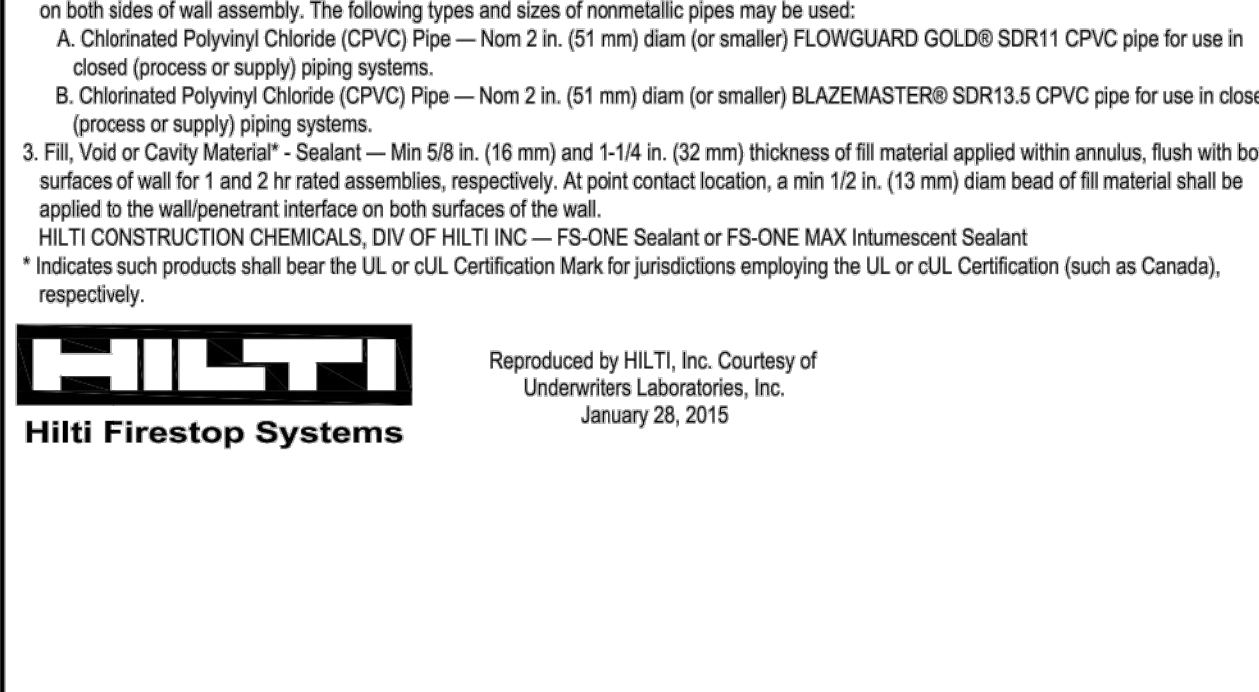 on both sides of wall assembly. The following types and sizes of nonmetallic pipes may be used:
A. Chlorinated Polyvinyl Chloride (CPVC) Pipe — Nom 2 in. (51 mm) diam (or smaller) FLOWGUARD GOLD® SDR11 CPVC pipe for use in
closed (process or supply) piping systems.
B. Chlorinated Polyvinyl Chloride (CPVC) Pipe — Nom 2 in. (51 mm) diam (or smaller) BLAZEMASTER® SDR13.5 CPVC pipe for use in close
(process or supply) piping systems.
3. Fill, Void or Cavity Material* - Sealant — Min 5/8 in. (16 mm) and 1-1/4 in. (32 mm) thickness of fill material applied within annulus, flush with bo
surfaces of wall for 1 and 2 hr rated assemblies, respectively. At point contact location, a min 1/2 in. (13 mm) diam bead of fill material shall be
applied to the wall/penetrant interface on both surfaces of the wall.
HILTI CONSTRUCTION CHEMICALS, DIV OF HILTI INC — FS-ONE Sealant or FS-ONE MAX Intumescent Sealant
* Indicates such products shall bear the UL or cUL Certification Mark for jurisdictions employing the UL or cUL Certification (such as Canada),
respectively.
HILTI
Hilti Firestop Systems
Reproduced by HILTI, Inc. Courtesy of
Underwriters Laboratories, Inc.
January 28, 2015